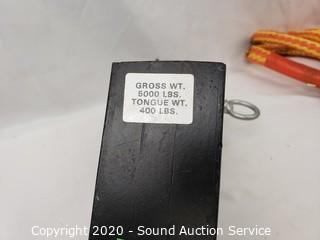 GROSS WT.
5000 LBS.
TONGUE WT.
400 LBS.
Copyright 2020 - Sound Auction Service